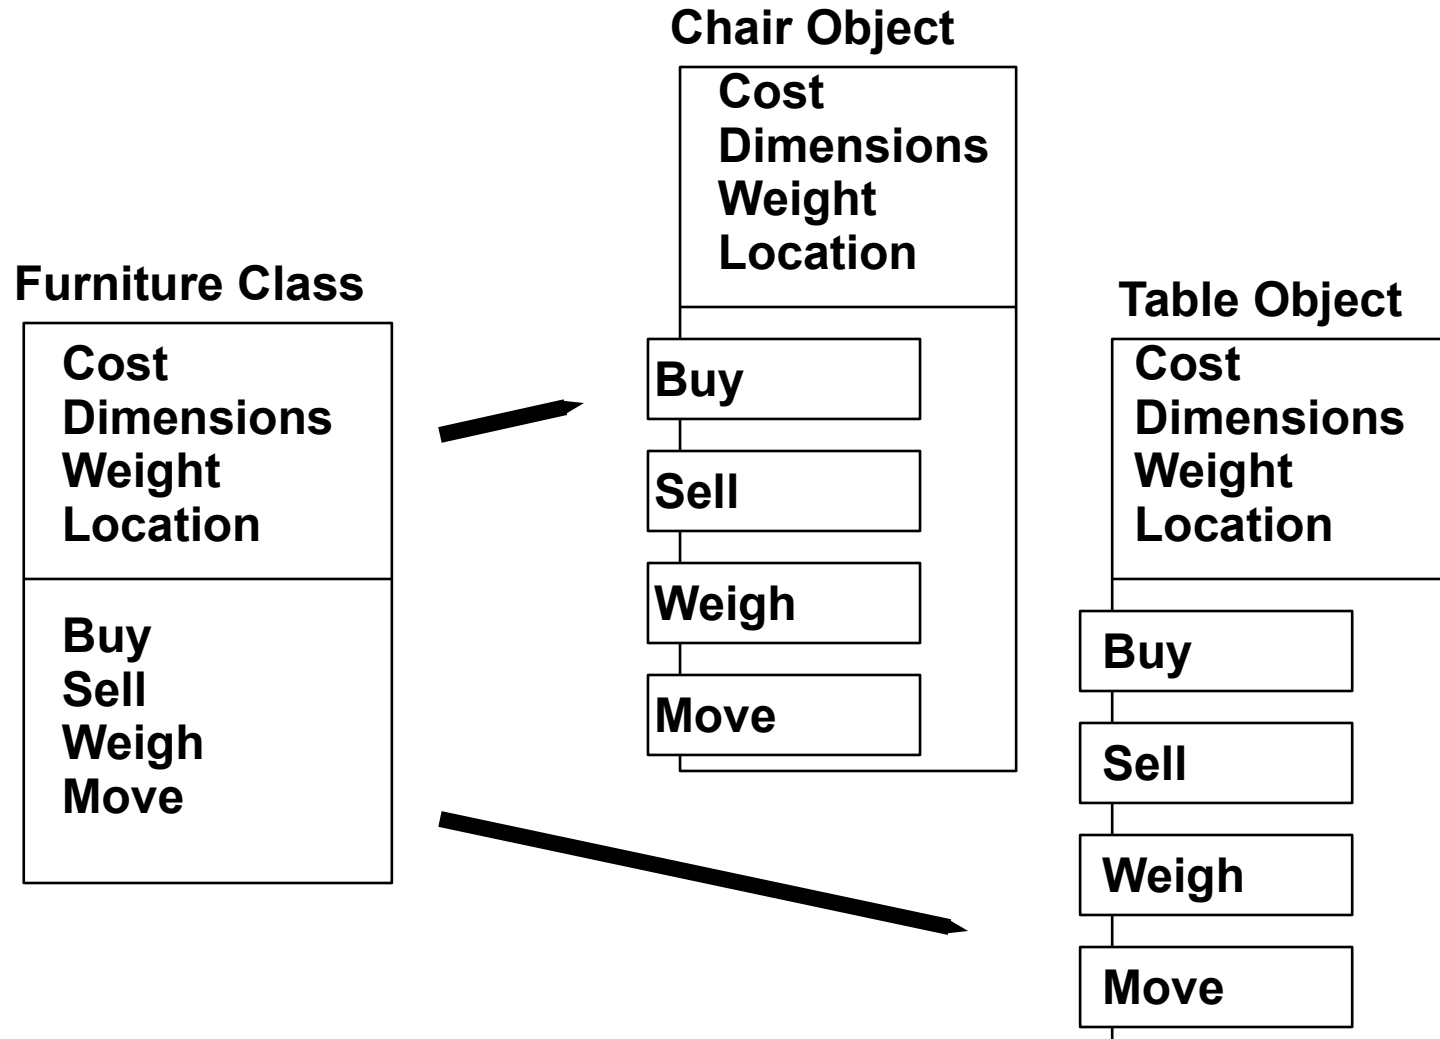 Chair Object
Cost
Dimensions
Weight
Location
Buy
Sell
Weigh
Move
Furniture Class
Cost
Dimensions
Weight
Location
Buy
Sell
Weigh
Move
Table Object
Cost
Dimensions
Weight
Location
Buy
Sell
Weigh
Move